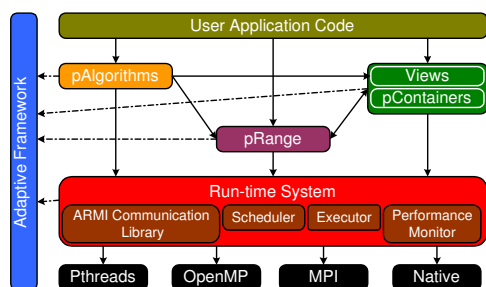 User Application Code
Adaptive Framework
pAlgorithms
Views
pContainers
pRange
Run-time System
ARMI Communication
Library
Scheduler
Executor
Performance
Monitor
Pthreads
OpenMP
MPI
Native